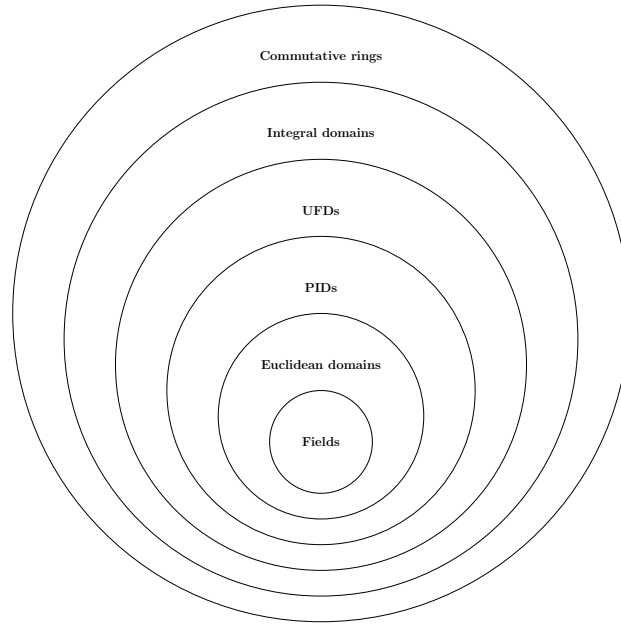 Commutative rings
Integral domains
UFDs
PIDs
Euclidean domains
Fields